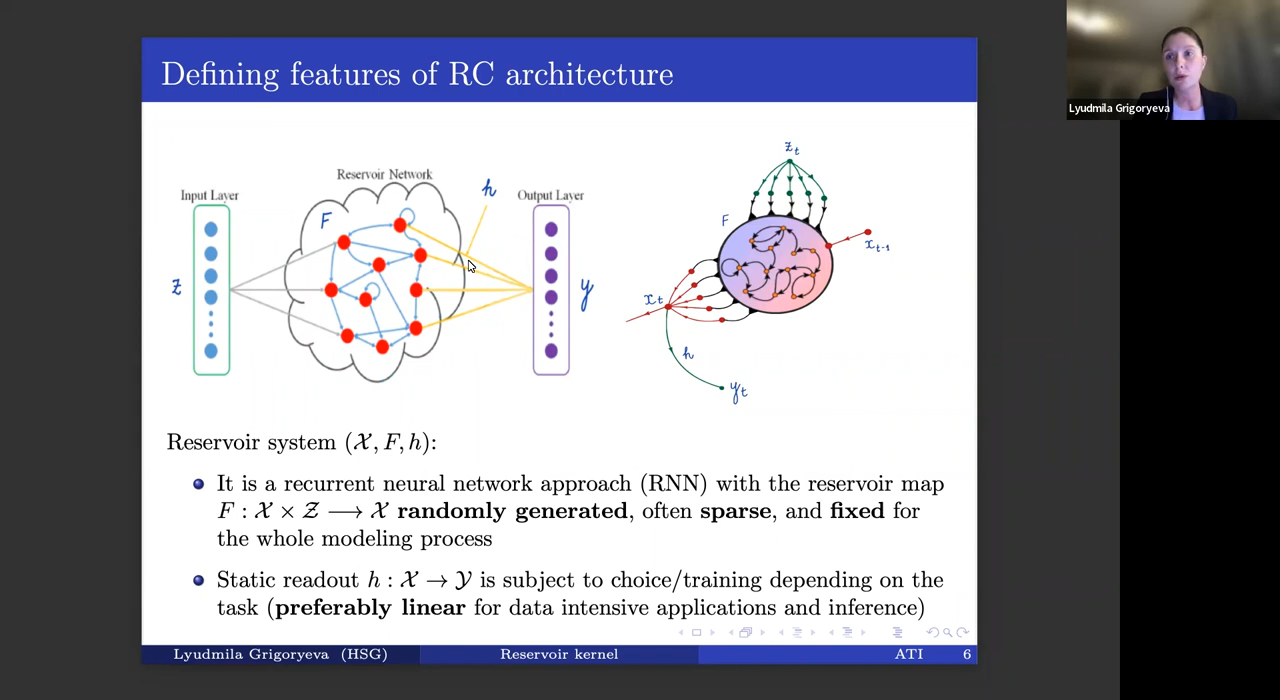 Defining features of RC architecture
Lyudmila Grigoryeva
Input Layer
Reservoir Network
Output Layer
F
h
z
y
z_t
F
x_{t-1}
x_t
h
y_t
Reservoir system (𝒳, F, h):
It is a recurrent neural network approach (RNN) with the reservoir map
F : 𝒳 × 𝒵 ⟶ 𝒳 randomly generated, often sparse, and fixed for
the whole modeling process
Static readout h : 𝒳 → 𝒴 is subject to choice/training depending on the
task (preferably linear for data intensive applications and inference)
Lyudmila Grigoryeva (HSG)
Reservoir kernel
ATI
6